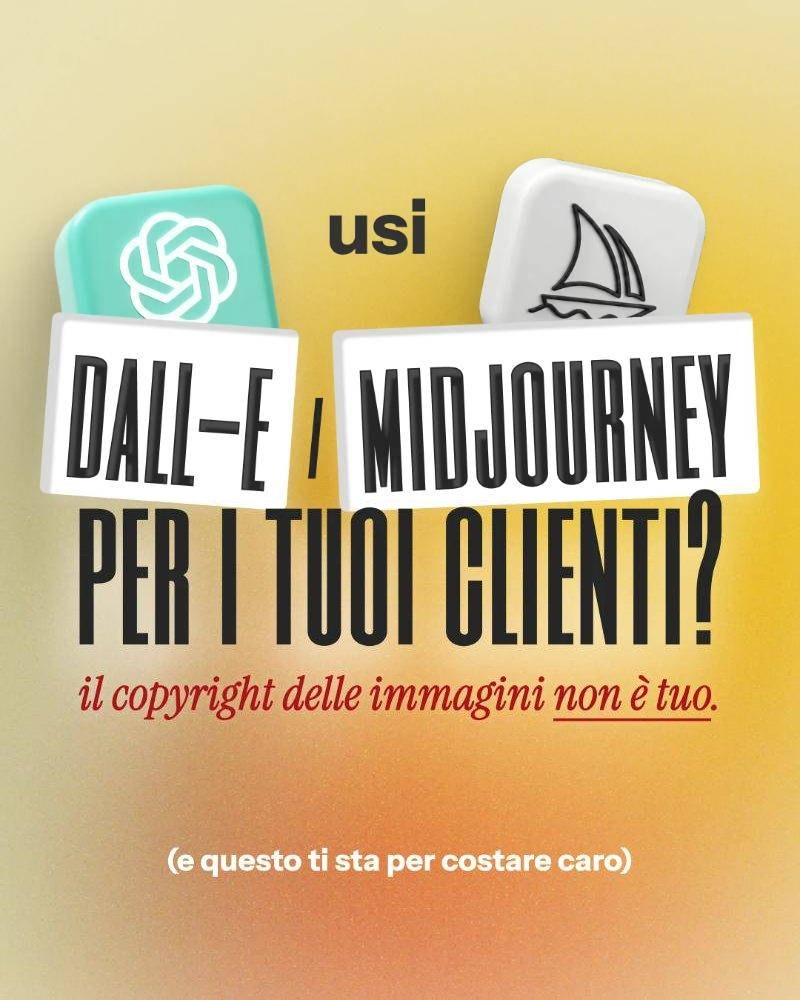 usi
DALL-E / MIDJOURNEY
PER I TUOI CLIENTI?
il copyright delle immagini non è tuo.
(e questo ti sta per costare caro)